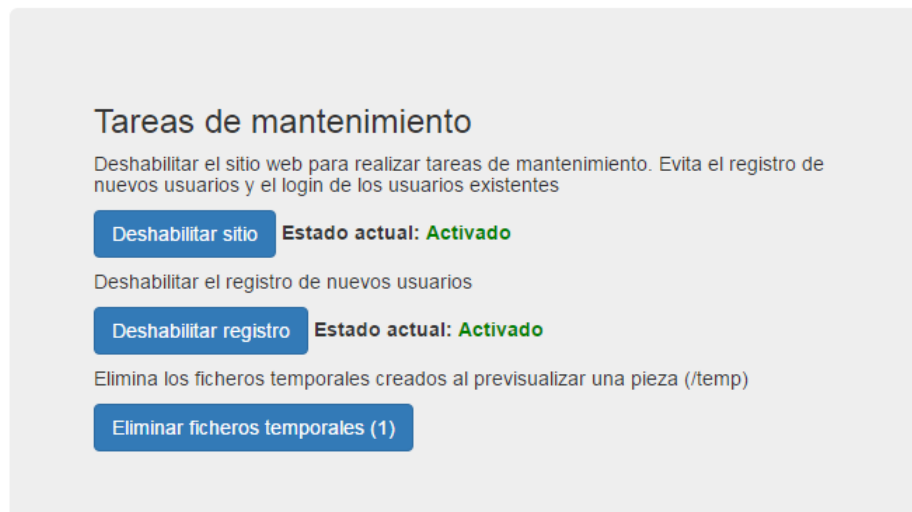 Tareas de mantenimiento
Deshabilitar el sitio web para realizar tareas de mantenimiento. Evita el registro de
nuevos usuarios y el login de los usuarios existentes
Deshabilitar sitio Estado actual: Activado
Deshabilitar el registro de nuevos usuarios
Deshabilitar registro Estado actual: Activado
Elimina los ficheros temporales creados al previsualizar una pieza (/temp)
Eliminar ficheros temporales (1)